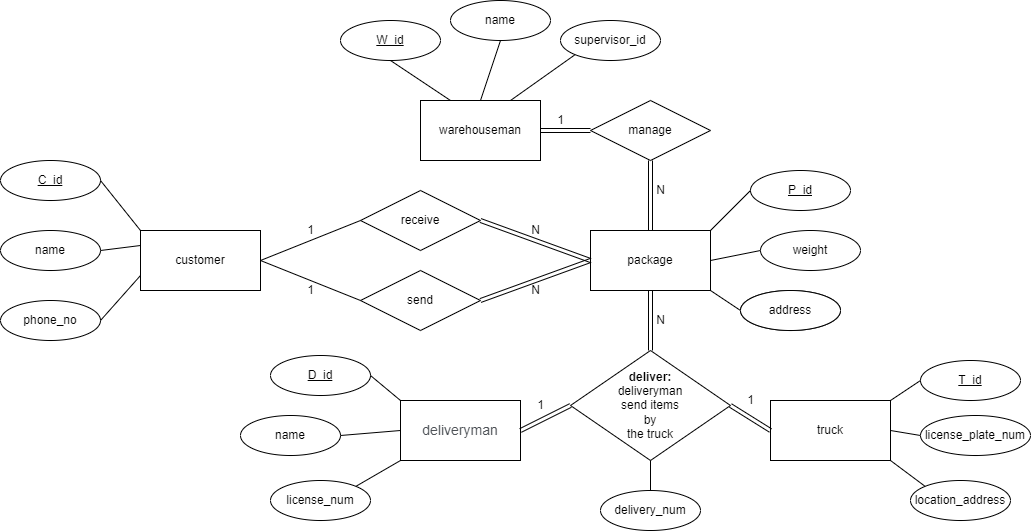 name
W_id
supervisor_id
warehouseman
1
manage
C_id
N
P_id
receive
1
N
name
customer
package
weight
1
send
N
phone_no
address
N
D_id
deliver:
deliveryman
send items
by
the truck
T_id
1
1
name
deliveryman
truck
license_plate_num
license_num
delivery_num
location_address